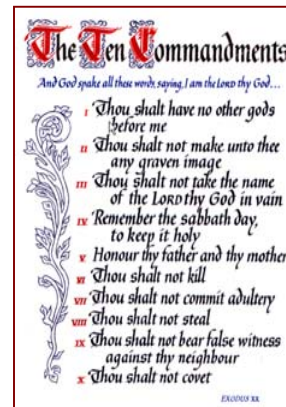 The Ten Commandments
And God spake all these words, saying, I am the LORD thy God...
I Thou shalt have no other gods
before me
II Thou shalt not make unto thee
any graven image
III Thou shalt not take the name
of the LORD thy God in vain
IV Remember the sabbath day,
to keep it holy
V Honour thy father and thy mother
VI Thou shalt not kill
VII Thou shalt not commit adultery
VIII Thou shalt not steal
IX Thou shalt not bear false witness
against thy neighbour
X Thou shalt not covet
EXODUS XX